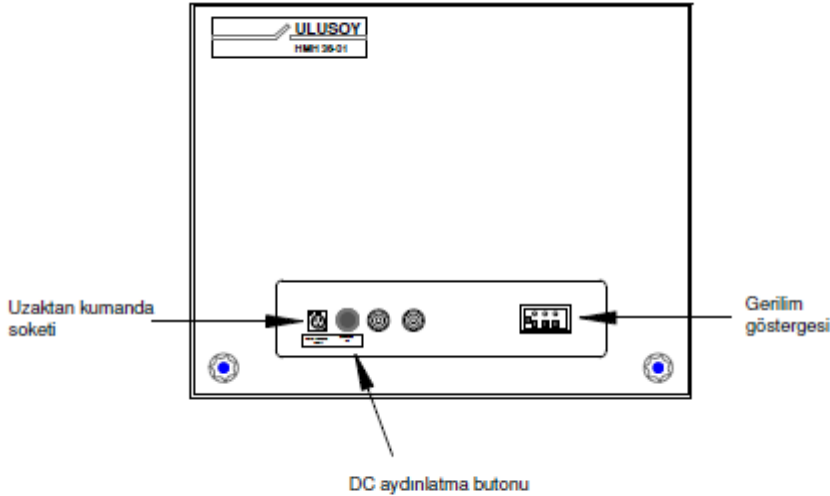 ULUSOY
HMH 36-01
Uzaktan kumanda
soketi
Gerilim
göstergesi
DC aydınlatma butonu